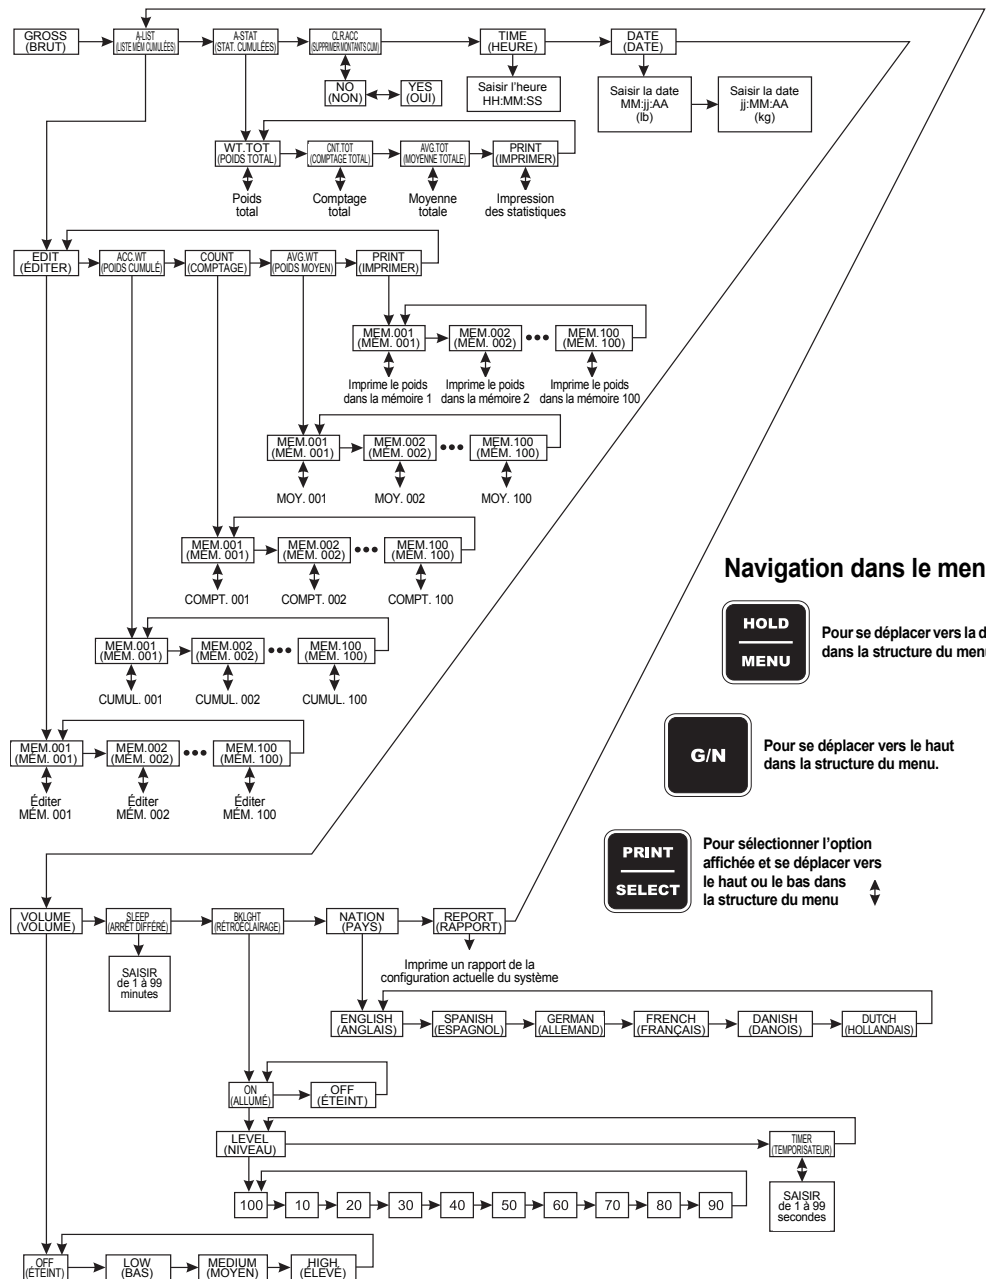 GROSS
(BRUT)
A-LIST
(LISTE MÉM CUMULÉES)
A-STAT
(STAT. CUMULÉES)
CLR.ACC
(SUPPRIMER MONTANTS CUM)
TIME
(HEURE)
DATE
(DATE)
NO
(NON)
YES
(OUI)
Saisir l'heure
HH:MM:SS
Saisir la date
MM:jj:AA
(lb)
Saisir la date
jj:MM:AA
(kg)
WT.TOT
(POIDS TOTAL)
CNT.TOT
(COMPTAGE TOTAL)
AVG.TOT
(MOYENNE TOTALE)
PRINT
(IMPRIMER)
Poids
total
Comptage
total
Moyenne
totale
Impression
des statistiques
EDIT
(ÉDITER)
ACC.WT
(POIDS CUMULÉ)
COUNT
(COMPTAGE)
AVG.WT
(POIDS MOYEN)
PRINT
(IMPRIMER)
MEM.001
(MÉM. 001)
MEM.002
(MÉM. 002)
•••
MEM.100
(MÉM. 100)
Imprime le poids
dans la mémoire 1
Imprime le poids
dans la mémoire 2
Imprime le poids
dans la mémoire 100
MEM.001
(MÉM. 001)
MEM.002
(MÉM. 002)
•••
MEM.100
(MÉM. 100)
MOY. 001
MOY. 002
MOY. 100
MEM.001
(MÉM. 001)
MEM.002
(MÉM. 002)
•••
MEM.100
(MÉM. 100)
COMPT. 001
COMPT. 002
COMPT. 100
Navigation dans le men
HOLD
MENU
Pour se déplacer vers la d
dans la structure du menu
MEM.001
(MÉM. 001)
MEM.002
(MÉM. 002)
•••
MEM.100
(MÉM. 100)
CUMUL. 001
CUMUL. 002
CUMUL. 100
G/N
Pour se déplacer vers le haut
dans la structure du menu.
MEM.001
(MÉM. 001)
MEM.002
(MÉM. 002)
•••
MEM.100
(MÉM. 100)
Éditer
MÉM. 001
Éditer
MÉM. 002
Éditer
MÉM. 100
PRINT
SELECT
Pour sélectionner l'option
affichée et se déplacer vers
le haut ou le bas dans
la structure du menu
VOLUME
(VOLUME)
SLEEP
(ARRÊT DIFFÉRÉ)
BKLGHT
(RÉTROÉCLAIRAGE)
NATION
(PAYS)
REPORT
(RAPPORT)
SAISIR
de 1 à 99
minutes
Imprime un rapport de la
configuration actuelle du système
ENGLISH
(ANGLAIS)
SPANISH
(ESPAGNOL)
GERMAN
(ALLEMAND)
FRENCH
(FRANÇAIS)
DANISH
(DANOIS)
DUTCH
(HOLLANDAIS)
ON
(ALLUMÉ)
OFF
(ÉTEINT)
LEVEL
(NIVEAU)
TIMER
(TEMPORISATEUR)
100
10
20
30
40
50
60
70
80
90
SAISIR
de 1 à 99
secondes
OFF
(ÉTEINT)
LOW
(BAS)
MEDIUM
(MOYEN)
HIGH
(ÉLEVÉ)